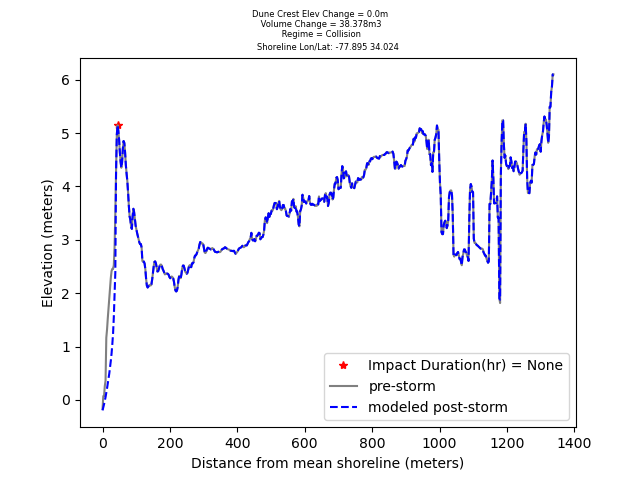 Dune Crest Elev Change = 0.0m
Volume Change = 38.378m3
Regime = Collision
Shoreline Lon/Lat: -77.895 34.024
6
5
4
3
2
1
0
Elevation (meters)
Impact Duration(hr) = None
pre-storm
modeled post-storm
0 200 400 600 800 1000 1200 1400
Distance from mean shoreline (meters)